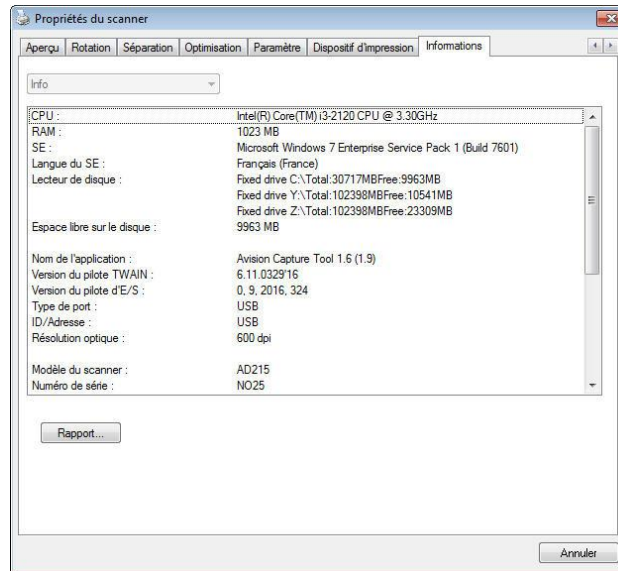 Propriétés du scanner
Aperçu Rotation Séparation Optimisation Paramètre Dispositif d'impression Informations
Info
CPU : Intel(R) Core(TM) i3-2120 CPU @ 3.30GHz
RAM : 1023 MB
SE : Microsoft Windows 7 Enterprise Service Pack 1 (Build 7601)
Langue du SE : Français (France)
Lecteur de disque : Fixed drive C:\Total:30717MBFree:9963MB
Fixed drive Y:\Total:102398MBFree:10541MB
Fixed drive Z:\Total:102398MBFree:23309MB
Espace libre sur le disque : 9963 MB
Nom de l'application : Avision Capture Tool 1.6 (1.9)
Version du pilote TWAIN : 6.11.0329'16
Version du pilote d'E/S : 0, 9, 2016, 324
Type de port : USB
ID/Adresse : USB
Résolution optique : 600 dpi
Modèle du scanner : AD215
Numéro de série : NO25
Rapport...
Annuler